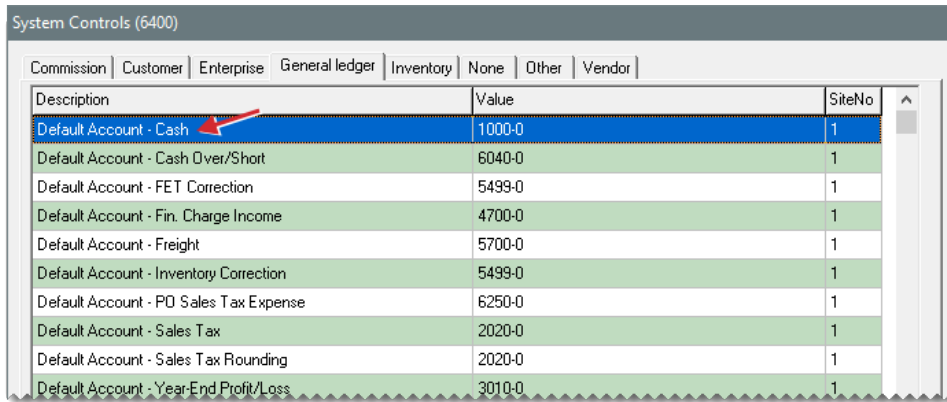 System Controls (6400)
Commission Customer Enterprise General ledger Inventory None Other Vendor
Description Value SiteNo
Default Account - Cash 1000-0 1
Default Account - Cash Over/Short 6040-0 1
Default Account - FET Correction 5499-0 1
Default Account - Fin. Charge Income 4700-0 1
Default Account - Freight 5700-0 1
Default Account - Inventory Correction 5499-0 1
Default Account - PO Sales Tax Expense 6250-0 1
Default Account - Sales Tax 2020-0 1
Default Account - Sales Tax Rounding 2020-0 1
Default Account - Year-End Profit/Loss 3010-0 1